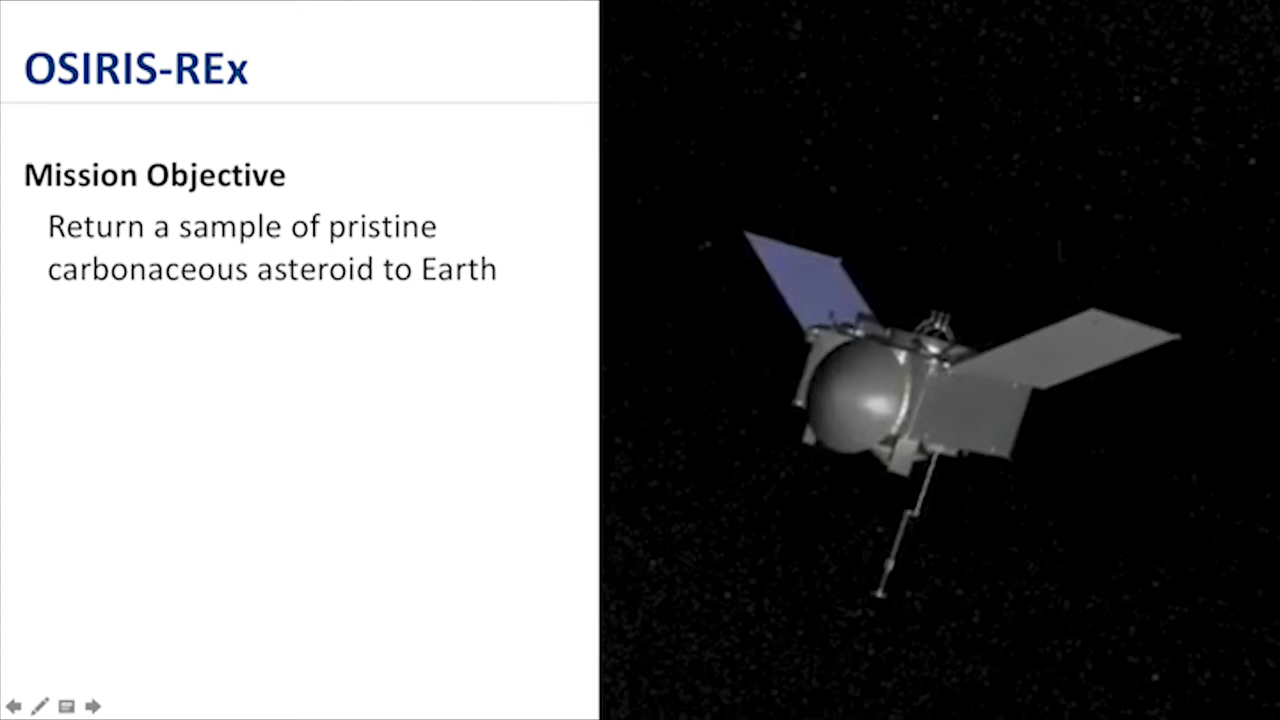 OSIRIS-REx
Mission Objective
Return a sample of pristine
carbonaceous asteroid to Earth